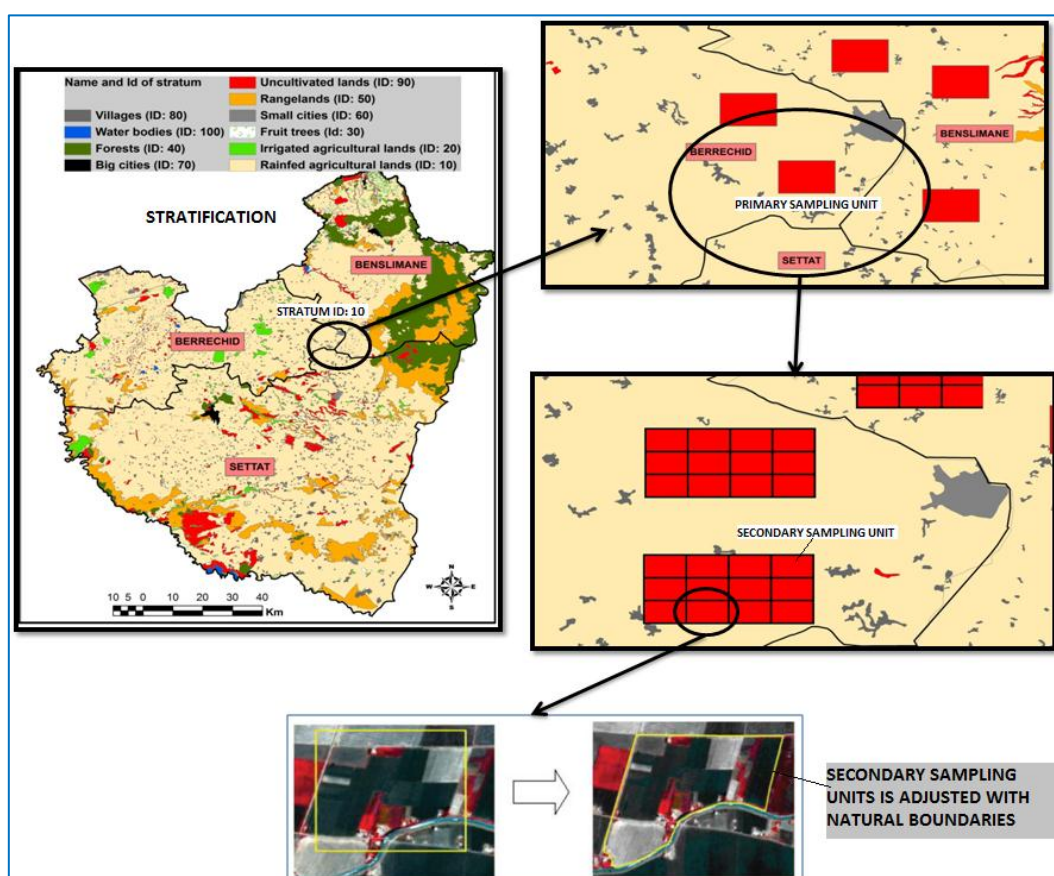 Name and Id of stratum
Villages (ID: 80)
Water bodies (ID: 100)
Forests (ID: 40)
Big cities (ID: 70)
Uncultivated lands (ID: 90)
Rangelands (ID: 50)
Small cities (ID: 60)
Fruit trees (Id: 30)
Irrigated agricultural lands (ID: 20)
Rainfed agricultural lands (ID: 10)
STRATIFICATION
BENSLIMANE
STRATUM ID: 10
BERRECHID
SETTAT
N
W E
S
10 5 0 10 20 30 40
Km
BENSLIMANE
BERRECHID
PRIMARY SAMPLING UNIT
SETTAT
SECONDARY SAMPLING UNIT
SECONDARY SAMPLING
UNITS IS ADJUSTED WITH
NATURAL BOUNDARIES